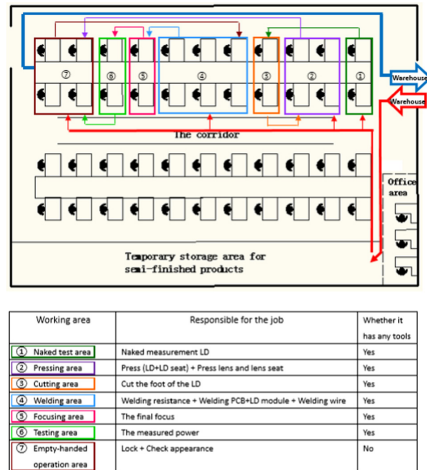 ⑦ ⑥ ⑤ ④ ③ ② ①
Warehouse
Warehouse
The corridor
Office
area
Temporary storage area for
semi-finished products
Working area Responsible for the job Whether it
has any tools
① Naked test area Naked measurement LD Yes
② Pressing area Press (LD+LD seat) + Press lens and lens seat Yes
③ Cutting area Cut the foot of the LD Yes
④ Welding area Welding resistance + Welding PCB+LD module + Welding wire Yes
⑤ Focusing area The final focus Yes
⑥ Testing area The measured power Yes
⑦ Empty-handed Lock + Check appearance No
operation area